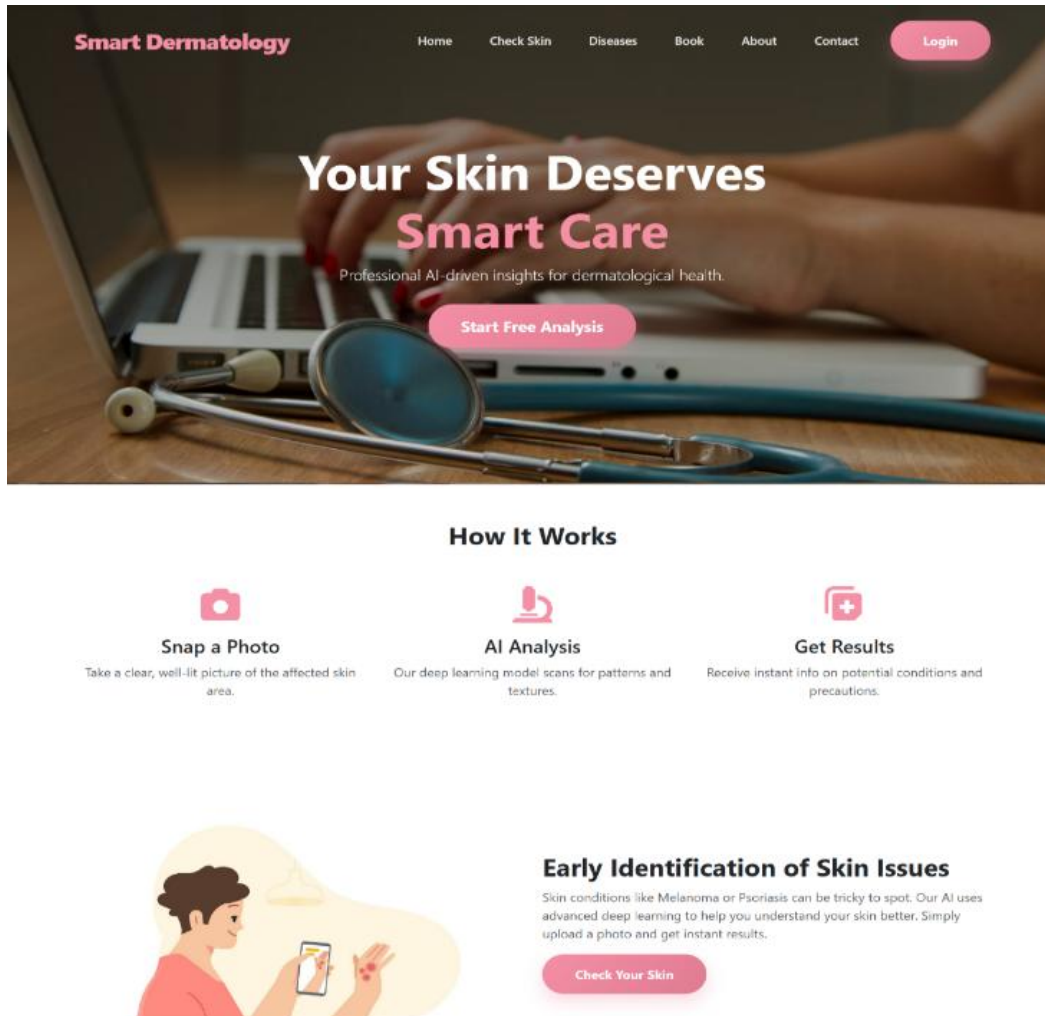 Smart Dermatology
Home
Check Skin
Diseases
Book
About
Contact
Login
Your Skin Deserves
Smart Care
Professional AI-driven insights for dermatological health.
Start Free Analysis
How It Works
Snap a Photo
Take a clear, well-lit picture of the affected skin
area.
AI Analysis
Our deep learning model scans for patterns and
textures.
Get Results
Receive instant info on potential conditions and
precautions.
Early Identification of Skin Issues
Skin conditions like Melanoma or Psoriasis can be tricky to spot. Our AI uses
advanced deep learning to help you understand your skin better. Simply
upload a photo and get instant results.
Check Your Skin